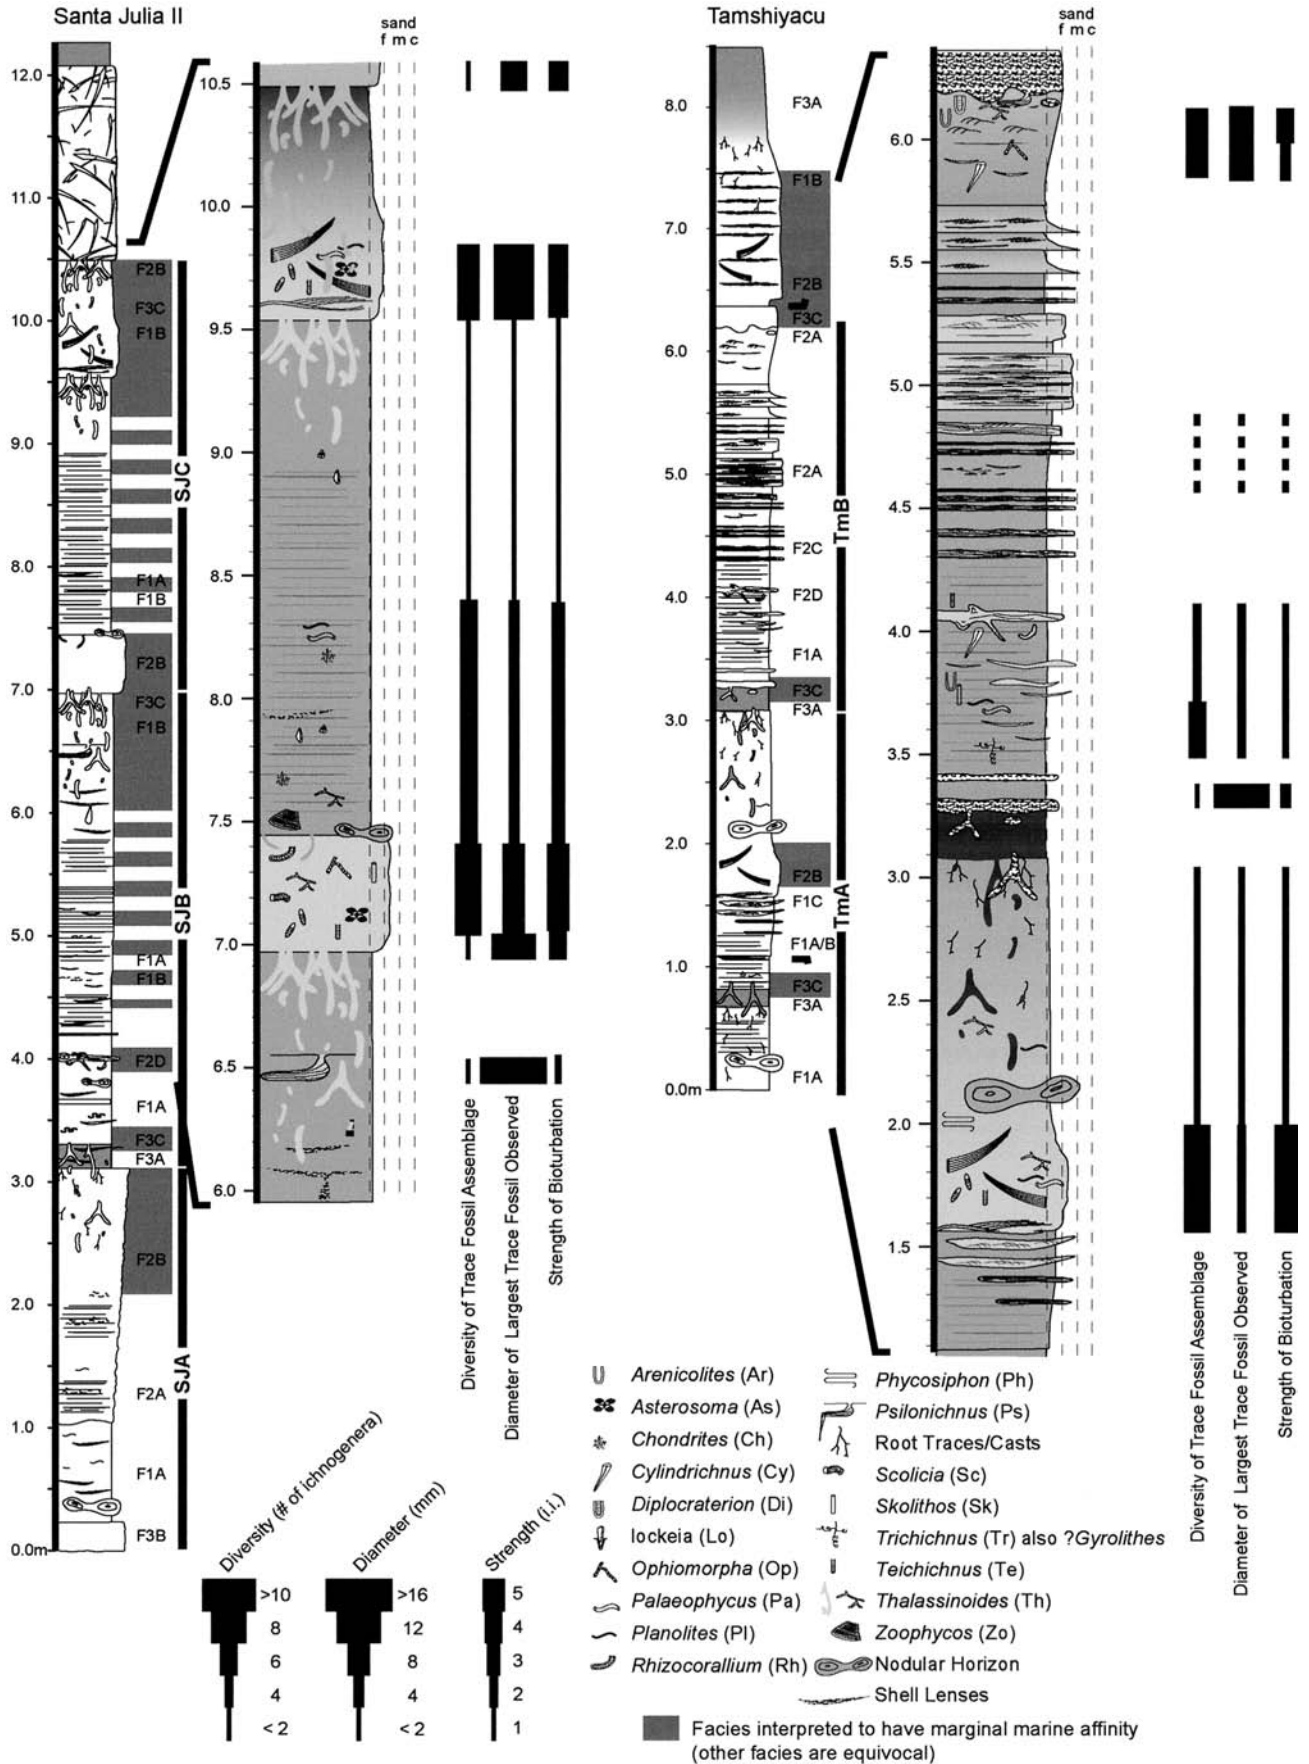 Santa Julia II
sand
f m c
Tamshiyacu
sand
f m c
12.0
11.0
10.0
9.0
8.0
7.0
6.0
5.0
4.0
3.0
2.0
1.0
0.0m
F2B
F3C
F1B
F1A
F1B
F2B
F3C
F1B
F1A
F1B
F2D
F1A
F3C
F3A
F2B
F2A
F1A
F3B
SJC
SJB
SJA
10.5
10.0
9.5
9.0
8.5
8.0
7.5
7.0
6.5
6.0
Diversity of Trace Fossil Assemblage
Diameter of Largest Trace Fossil Observed
Strength of Bioturbation
8.0
7.0
6.0
5.0
4.0
3.0
2.0
1.0
0.0m
F3A
F1B
F2B
F3C
F2A
F2A
F2C
F2D
F1A
F3C
F3A
F2B
F1C
F1A/B
F3C
F3A
F1A
TmB
TmA
6.0
5.5
5.0
4.5
4.0
3.5
3.0
2.5
2.0
1.5
Diversity of Trace Fossil Assemblage
Diameter of Largest Trace Fossil Observed
Strength of Bioturbation
Diversity (# of ichnogenera)
>10
8
6
4
< 2
Diameter (mm)
>16
12
8
4
< 2
Strength (i.i.)
5
4
3
2
1
Arenicolites (Ar)
Asterosoma (As)
Chondrites (Ch)
Cylindrichnus (Cy)
Diplocraterion (Di)
lockeia (Lo)
Ophiomorpha (Op)
Palaeophycus (Pa)
Planolites (Pl)
Rhizocorallium (Rh)
Phycosiphon (Ph)
Psilonichnus (Ps)
Root Traces/Casts
Scolicia (Sc)
Skolithos (Sk)
Trichichnus (Tr) also ?Gyrolithes
Teichichnus (Te)
Thalassinoides (Th)
Zoophycos (Zo)
Nodular Horizon
Shell Lenses
Facies interpreted to have marginal marine affinity
(other facies are equivocal)